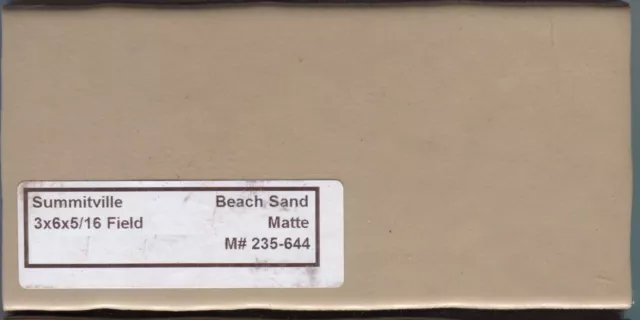 Summitville Beach Sand
3x6x5/16 Field Matte
M# 235-644